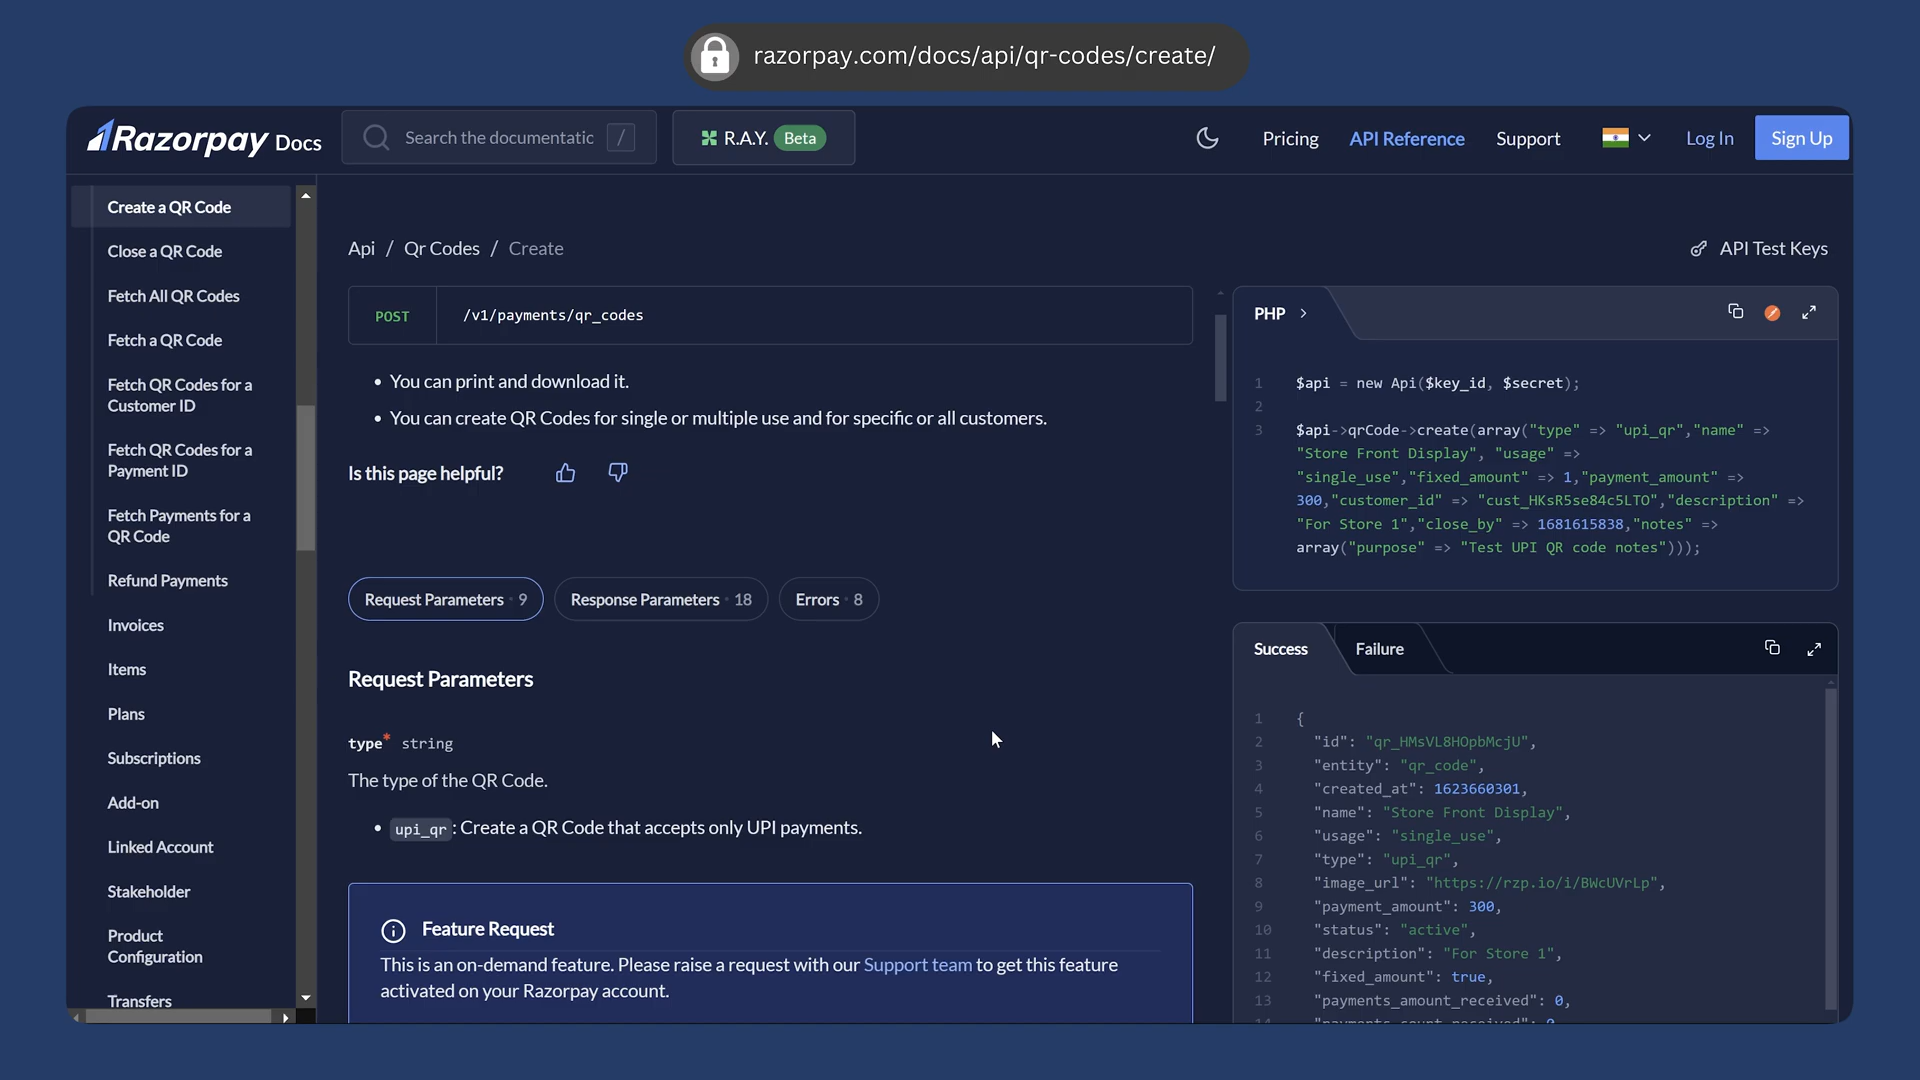 razorpay.com/docs/api/qr-codes/create/
Razorpay Docs
Search the documentatic /
R.A.Y. Beta
Pricing
API Reference
Support
Log In
Sign Up
Create a QR Code
Close a QR Code
Fetch All QR Codes
Fetch a QR Code
Fetch QR Codes for a
Customer ID
Fetch QR Codes for a
Payment ID
Fetch Payments for a
QR Code
Refund Payments
Invoices
Items
Plans
Subscriptions
Add-on
Linked Account
Stakeholder
Product
Configuration
Transfers
Api / Qr Codes / Create
API Test Keys
POST /v1/payments/qr_codes
• You can print and download it.
• You can create QR Codes for single or multiple use and for specific or all customers.
Is this page helpful?
Request Parameters · 9
Response Parameters · 18
Errors · 8
Request Parameters
type* string
The type of the QR Code.
• upi_qr: Create a QR Code that accepts only UPI payments.
Feature Request
This is an on-demand feature. Please raise a request with our Support team to get this feature
activated on your Razorpay account.
PHP >
1 $api = new Api($key_id, $secret);
2
3 $api->qrCode->create(array("type" => "upi_qr","name" =>
"Store Front Display", "usage" =>
"single_use","fixed_amount" => 1,"payment_amount" =>
300,"customer_id" => "cust_HKsR5se84c5LTO","description" =>
"For Store 1","close_by" => 1681615838,"notes" =>
array("purpose" => "Test UPI QR code notes")));
Success
Failure
1 {
2 "id": "qr_HMsVL8HOpbMcjU",
3 "entity": "qr_code",
4 "created_at": 1623660301,
5 "name": "Store Front Display",
6 "usage": "single_use",
7 "type": "upi_qr",
8 "image_url": "https://rzp.io/i/BWcUVrLp",
9 "payment_amount": 300,
10 "status": "active",
11 "description": "For Store 1",
12 "fixed_amount": true,
13 "payments_amount_received": 0,
14 "payments_count_received": 0,